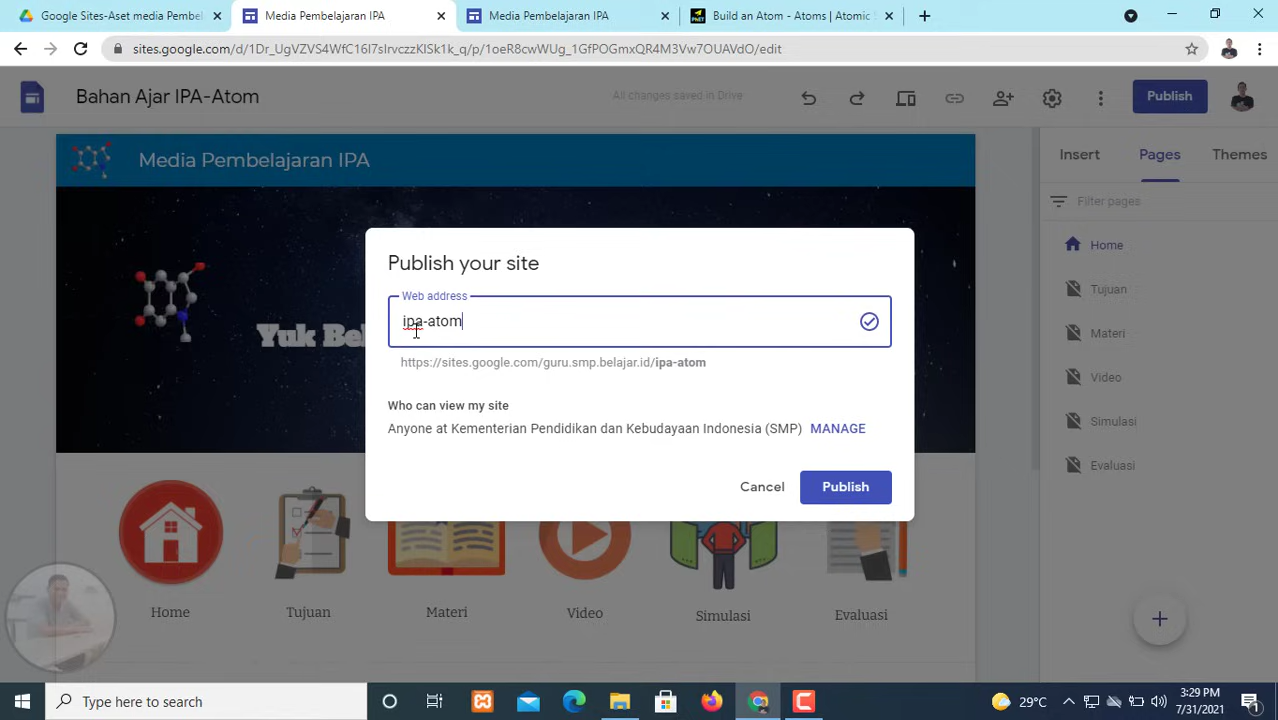 Google Sites-Aset media Pembel
Media Pembelajaran IPA
Media Pembelajaran IPA
Build an Atom - Atoms | Atomic S
sites.google.com/d/1Dr_UgVZVS4WfC16I7sIrvczzKISk1k_q/p/1oeR8cwWUg_1GfPOGmxQR4M3Vw7OUAVdO/edit
Bahan Ajar IPA-Atom
All changes saved in Drive
Publish
Media Pembelajaran IPA
Insert
Pages
Themes
Filter pages
Home
Tujuan
Materi
Video
Simulasi
Evaluasi
Yuk Bel
Publish your site
Web address
ipa-atom
https://sites.google.com/guru.smp.belajar.id/ipa-atom
Who can view my site
Anyone at Kementerian Pendidikan dan Kebudayaan Indonesia (SMP) MANAGE
Cancel
Publish
Home
Tujuan
Materi
Video
Simulasi
Evaluasi
Type here to search
29°C
3:29 PM
7/31/2021
1